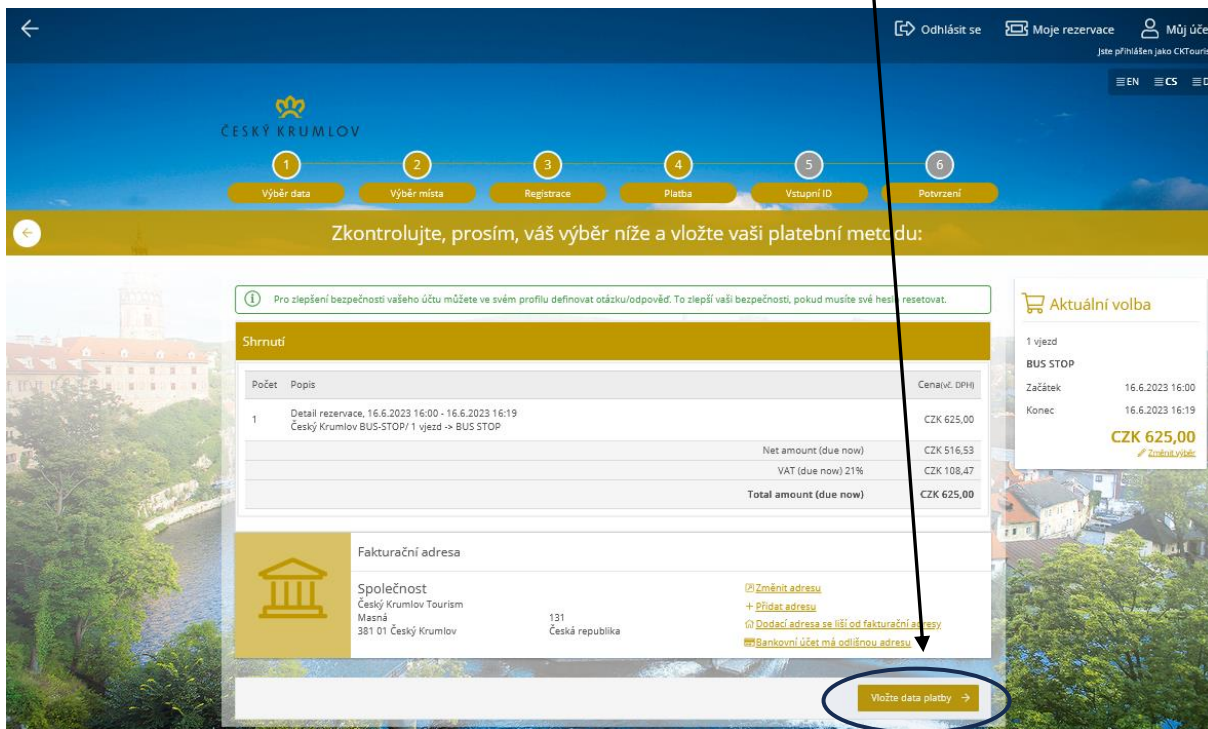 Odhlásit se
Moje rezervace
Můj úče
Jste přihlášen jako CKTouris
EN CS D
ČESKÝ KRUMLOV
1 2 3 4 5 6
Výběr data Výběr místa Registrace Platba Vstupní ID Potvrzení
Zkontrolujte, prosím, váš výběr níže a vložte vaši platební metodu:
Pro zlepšení bezpečnosti vašeho účtu můžete ve svém profilu definovat otázku/odpověď. To zlepší vaši bezpečnosti, pokud musíte své heslo resetovat.
Shrnutí
Počet Popis Cena(vč. DPH)
1 Detail rezervace, 16.6.2023 16:00 - 16.6.2023 16:19 CZK 625,00
Český Krumlov BUS-STOP/ 1 vjezd -> BUS STOP
Net amount (due now) CZK 516,53
VAT (due now) 21% CZK 108,47
Total amount (due now) CZK 625,00
Fakturační adresa
Společnost
Český Krumlov Tourism
Masná 131
381 01 Český Krumlov Česká republika
Změnit adresu
+ Přidat adresu
Dodací adresa se liší od fakturační adresy
Bankovní účet má odlišnou adresu
Vložte data platby →
Aktuální volba
1 vjezd
BUS STOP
Začátek 16.6.2023 16:00
Konec 16.6.2023 16:19
CZK 625,00
Změnit výběr